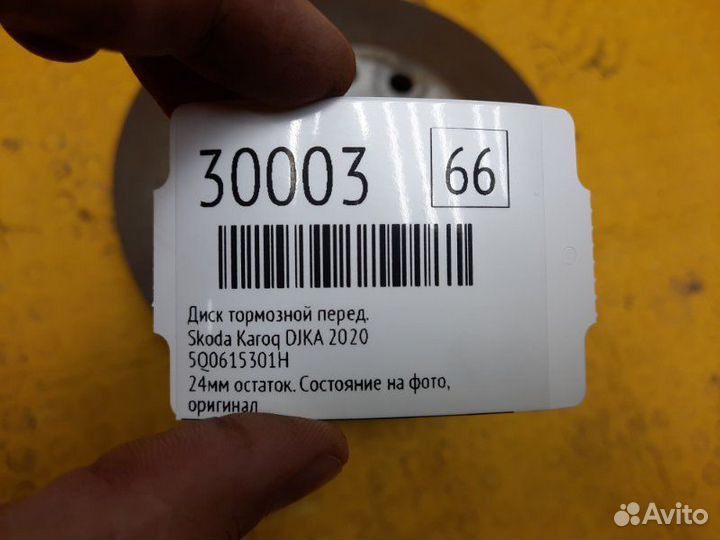 30003
66
Диск тормозной перед.
Skoda Karoq DJKA 2020
5Q0615301H
24мм остаток. Состояние на фото,
оригинал
Avito